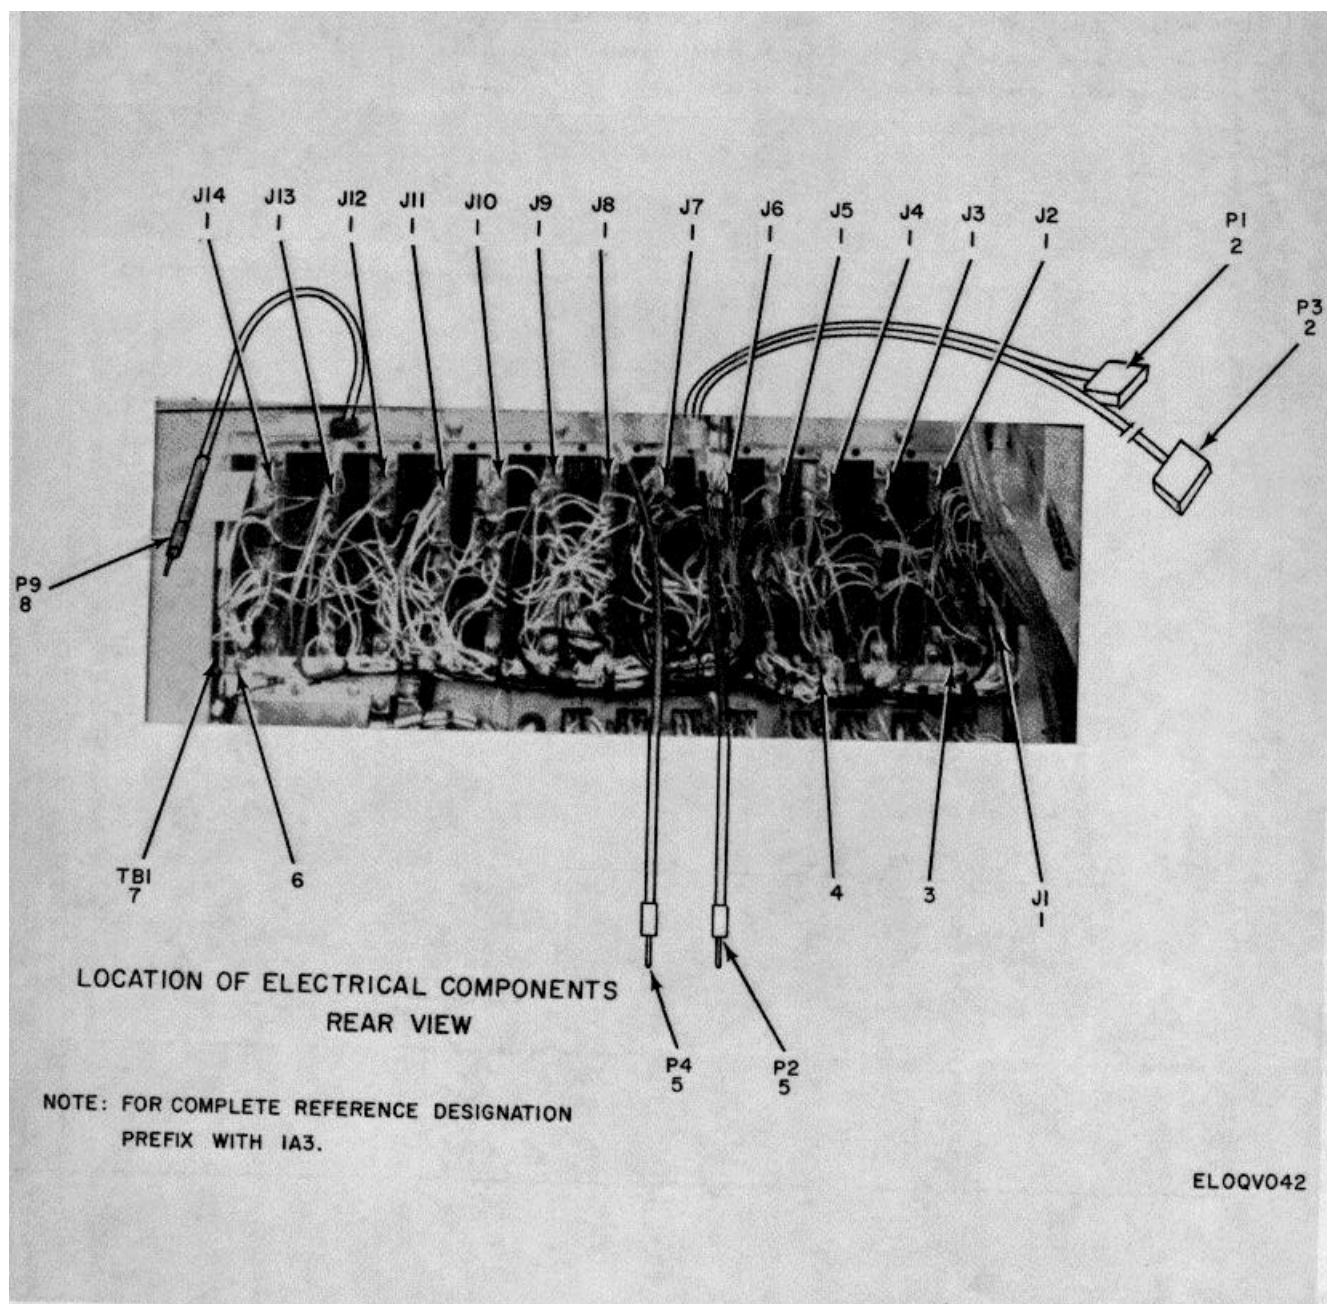 J14 J13 J12 J11 J10 J9 J8 J7 J6 J5 J4 J3 J2
1 1 1 1 1 1 1 1 1 1 1 1 1
P1
2
P3
2
P9
8
TB1
7
6
4
3
J1
1
P4
5
P2
5
LOCATION OF ELECTRICAL COMPONENTS
REAR VIEW
NOTE: FOR COMPLETE REFERENCE DESIGNATION
PREFIX WITH 1A3.
ELOQV042